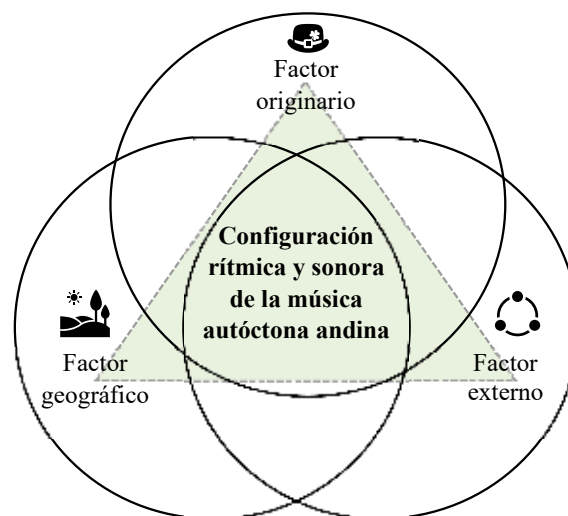 Factor
originario
Configuración
rítmica y sonora
de la música
autóctona andina
Factor
geográfico
Factor
externo